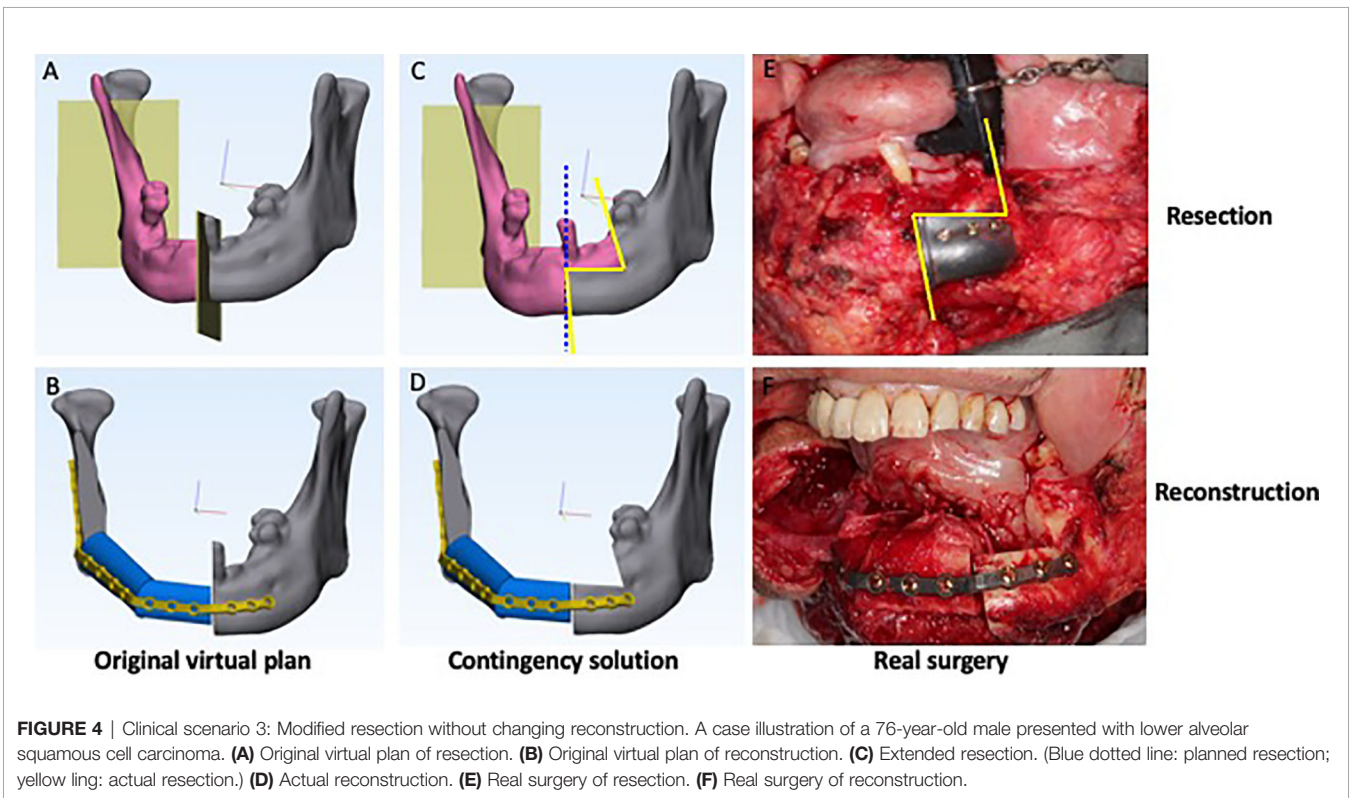 A
C
E
Resection
B
D
F
Reconstruction
Original virtual plan
Contingency solution
Real surgery
FIGURE 4 | Clinical scenario 3: Modified resection without changing reconstruction. A case illustration of a 76-year-old male presented with lower alveolar
squamous cell carcinoma. (A) Original virtual plan of resection. (B) Original virtual plan of reconstruction. (C) Extended resection. (Blue dotted line: planned resection;
yellow ling: actual resection.) (D) Actual reconstruction. (E) Real surgery of resection. (F) Real surgery of reconstruction.